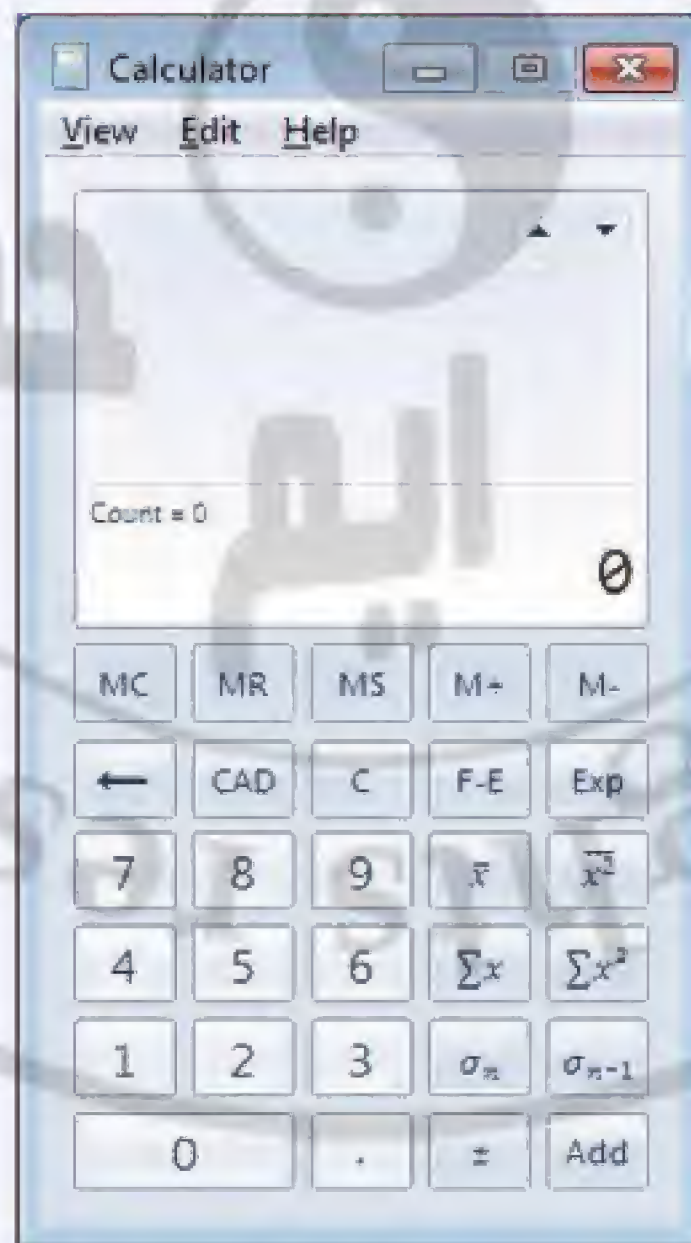 Calculator
View Edit Help
Count = 0
0
MC MR MS M+ M-
← CAD C F-E Exp
7 8 9 x̄ x̄²
4 5 6 ∑x ∑x²
1 2 3 σₙ σₙ₋₁
0 . ± Add